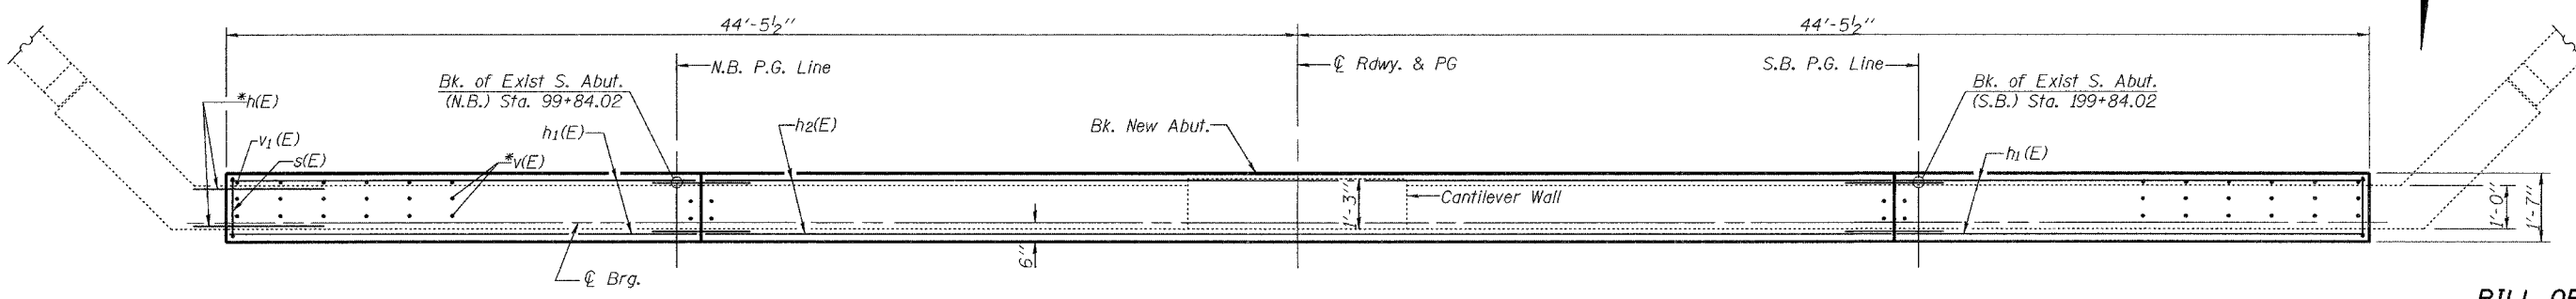 44'-5½"
44'-5½"
N.B. P.G. Line
℄ Rdwy. & PG
S.B. P.G. Line
Bk. of Exist S. Abut.
(N.B.) Sta. 99+84.02
Bk. of Exist S. Abut.
(S.B.) Sta. 199+84.02
*h(E)
v1(E)
s(E)
h1(E)
*v(E)
h2(E)
Bk. New Abut.
h1(E)
Cantilever Wall
1'-3"
1'-0"
1'-7"
6"
℄ Brg.